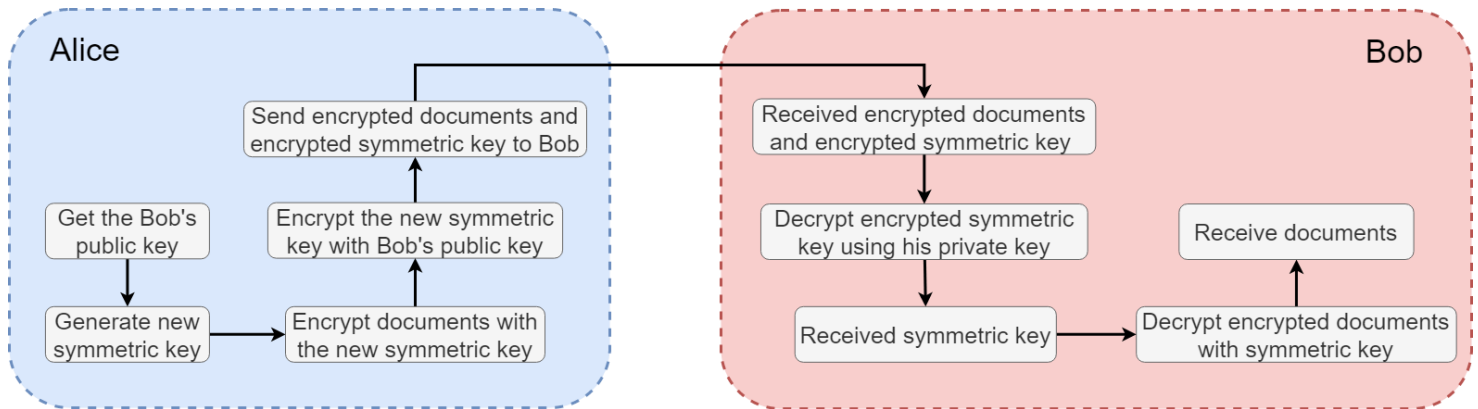 Alice
Get the Bob's
public key
Generate new
symmetric key
Encrypt documents with
the new symmetric key
Encrypt the new symmetric
key with Bob's public key
Send encrypted documents and
encrypted symmetric key to Bob
Bob
Received encrypted documents
and encrypted symmetric key
Decrypt encrypted symmetric
key using his private key
Received symmetric key
Decrypt encrypted documents
with symmetric key
Receive documents